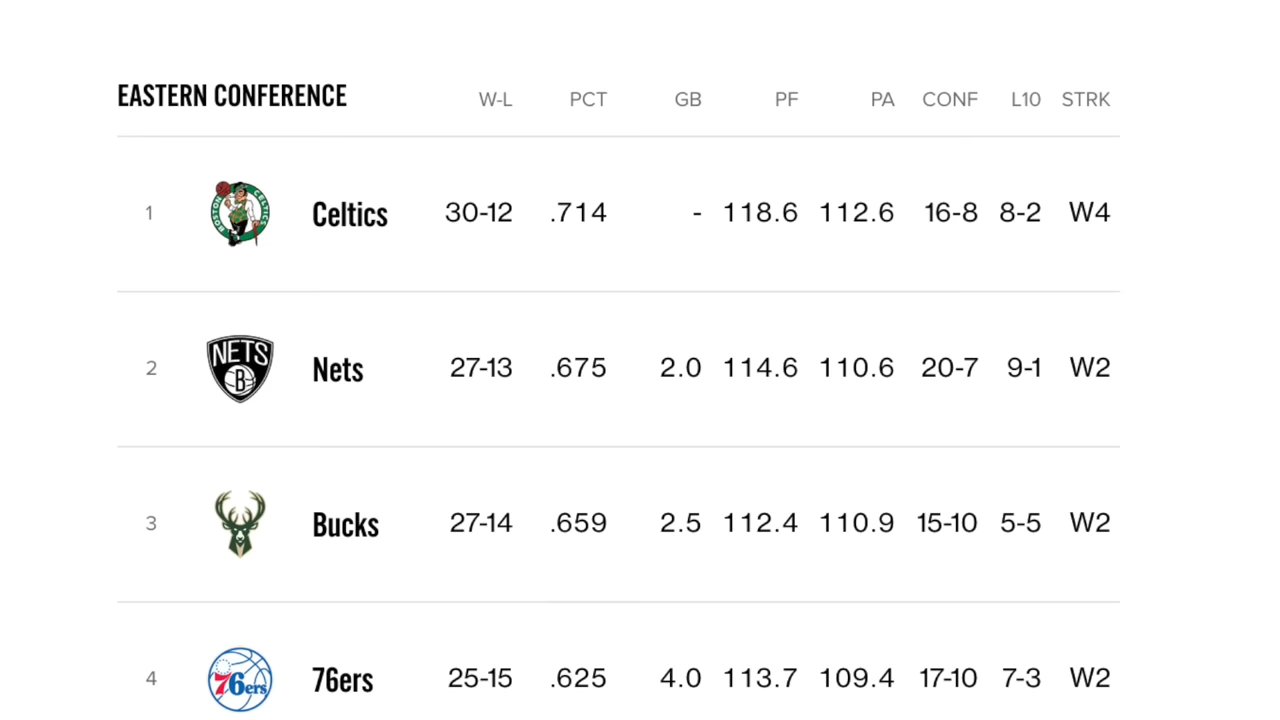 EASTERN CONFERENCE W-L PCT GB PF PA CONF L10 STRK
1 BOSTON CELTICS Celtics 30-12 .714 - 118.6 112.6 16-8 8-2 W4
2 NETS B Nets 27-13 .675 2.0 114.6 110.6 20-7 9-1 W2
3 Bucks 27-14 .659 2.5 112.4 110.9 15-10 5-5 W2
4 76ers 76ers 25-15 .625 4.0 113.7 109.4 17-10 7-3 W2